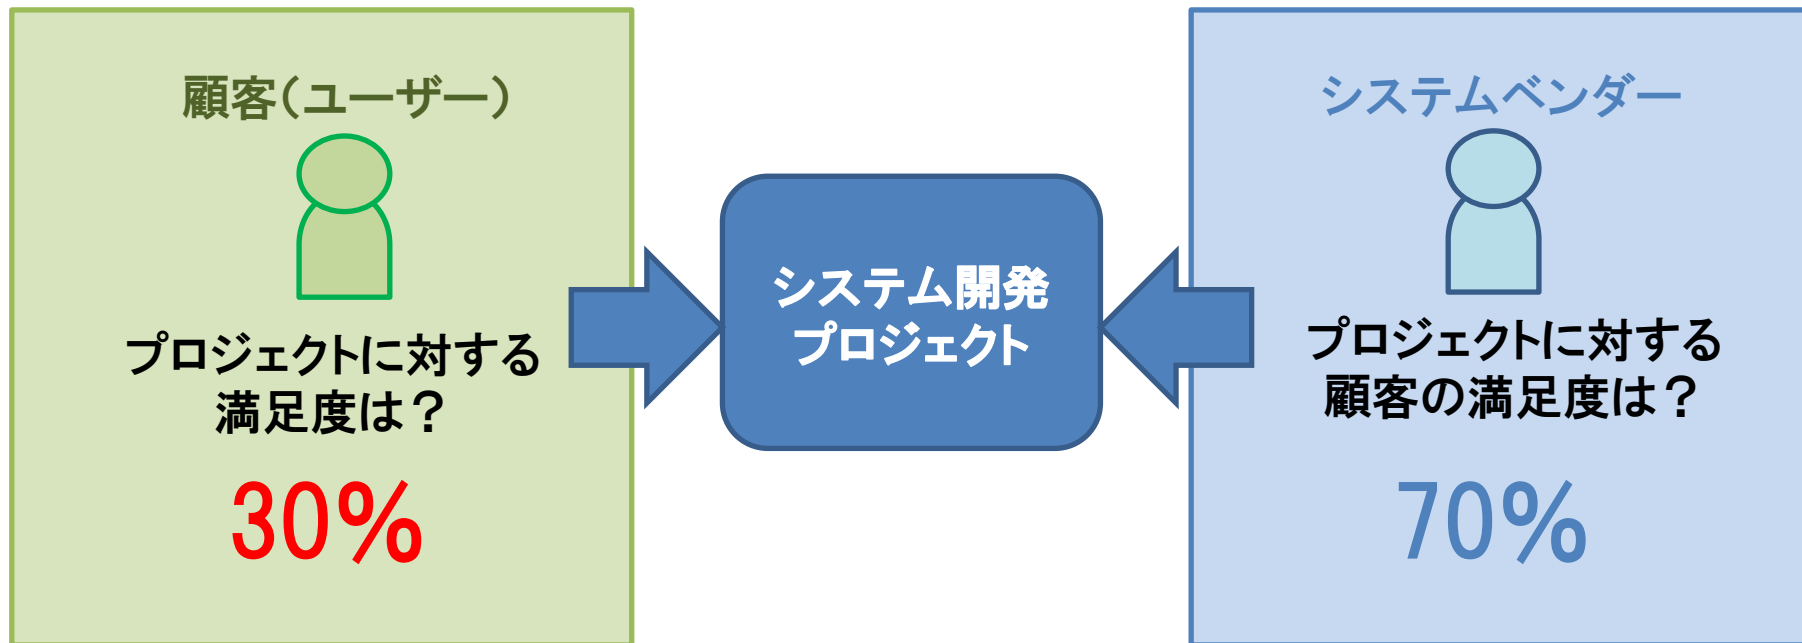 顧客(ユーザー)
プロジェクトに対する
満足度は？
30%
システム開発
プロジェクト
システムベンダー
プロジェクトに対する
顧客の満足度は？
70%